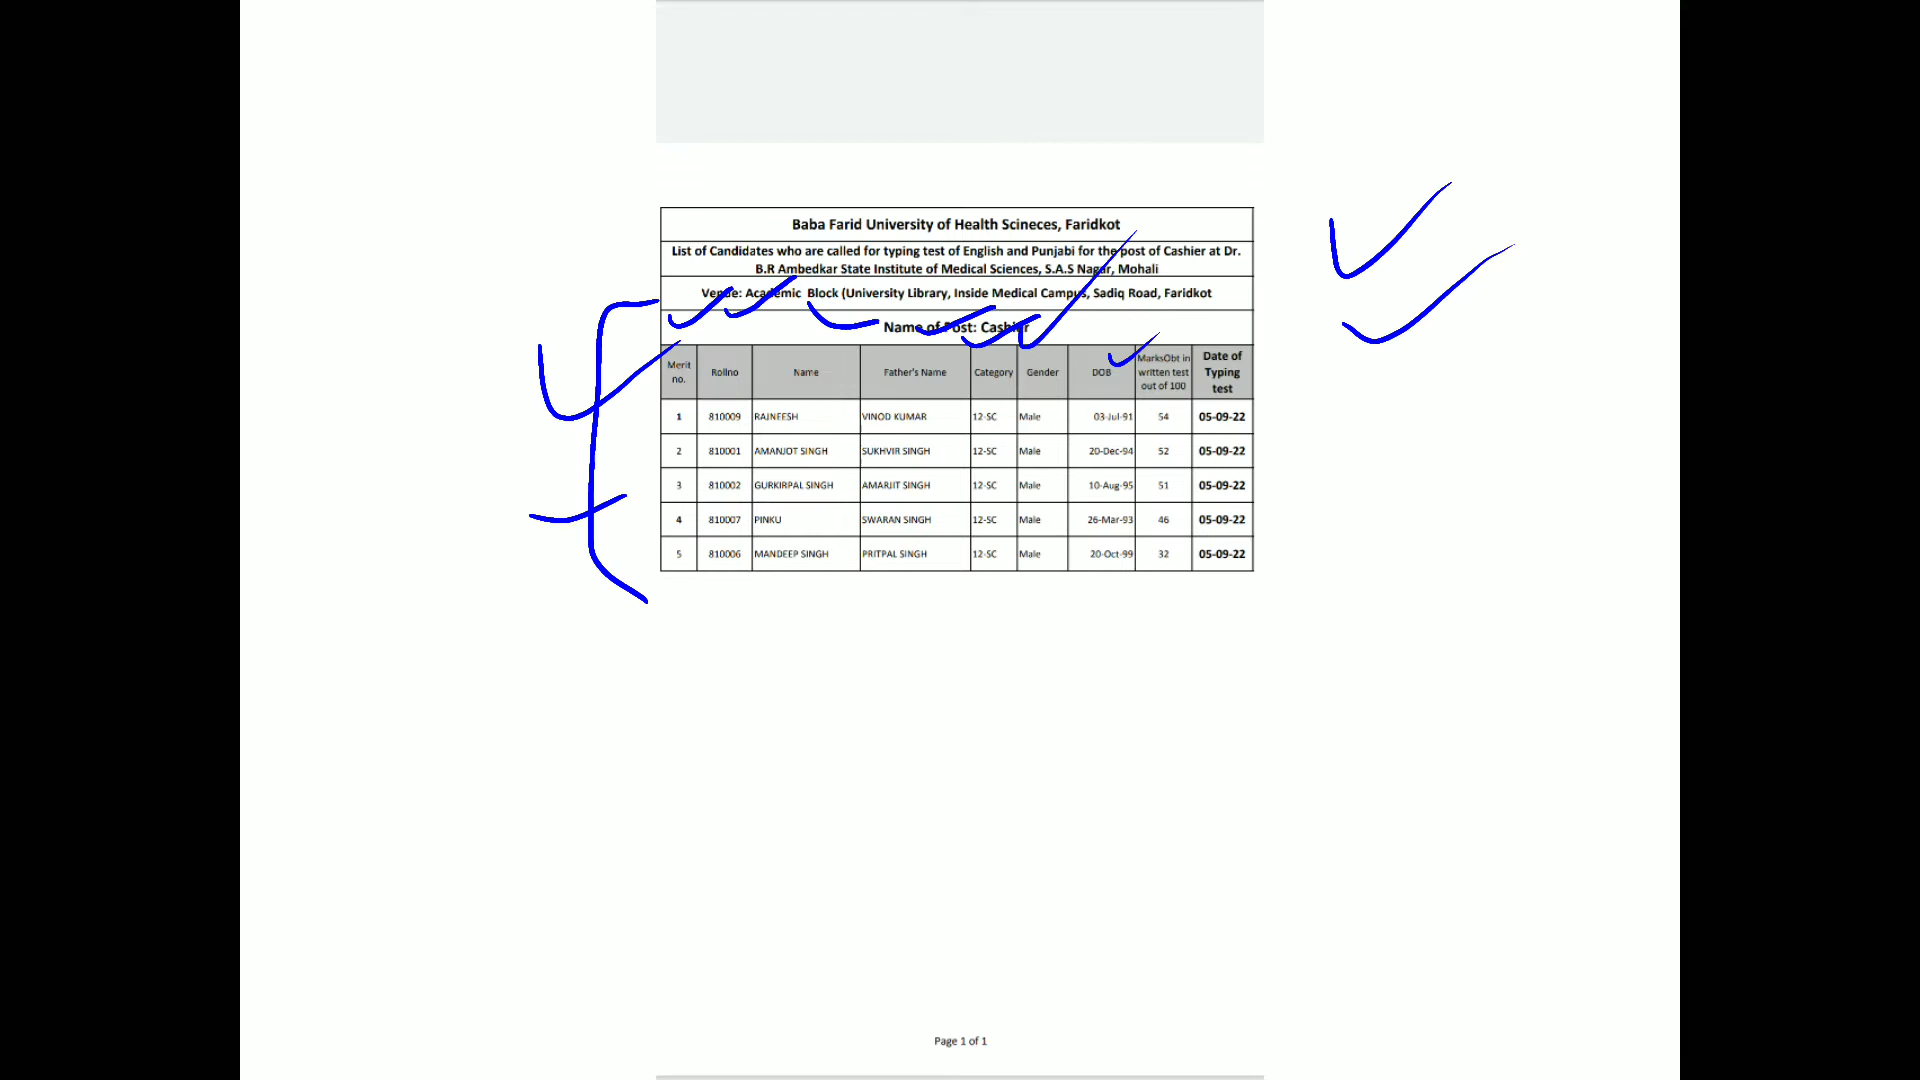 Baba Farid University of Health Scineces, Faridkot
List of Candidates who are called for typing test of English and Punjabi for the post of Cashier at Dr.
B.R Ambedkar State Institute of Medical Sciences, S.A.S Nagar, Mohali
Venue: Academic Block (University Library, Inside Medical Campus, Sadiq Road, Faridkot
Name of Post: Cashier
Merit no. Rollno Name Father's Name Category Gender DOB MarksObt in written test out of 100 Date of Typing test
1 810009 RAJNEESH VINOD KUMAR 12-SC Male 03-Jul-91 54 05-09-22
2 810001 AMANJOT SINGH SUKHVIR SINGH 12-SC Male 20-Dec-94 52 05-09-22
3 810002 GURKIRPAL SINGH AMARJIT SINGH 12-SC Male 10-Aug-95 51 05-09-22
4 810007 PINKU SWARAN SINGH 12-SC Male 26-Mar-93 46 05-09-22
5 810006 MANDEEP SINGH PRITPAL SINGH 12-SC Male 20-Oct-99 32 05-09-22
Page 1 of 1